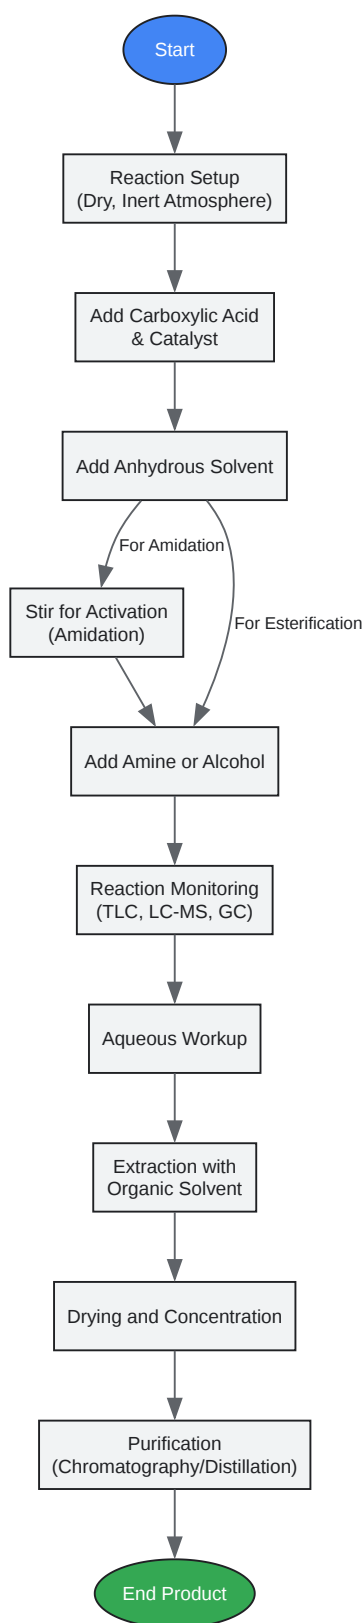 Start
Reaction Setup
(Dry, Inert Atmosphere)
Add Carboxylic Acid
& Catalyst
Add Anhydrous Solvent
For Amidation
Stir for Activation
(Amidation)
For Esterification
Add Amine or Alcohol
Reaction Monitoring
(TLC, LC-MS, GC)
Aqueous Workup
Extraction with
Organic Solvent
Drying and Concentration
Purification
(Chromatography/Distillation)
End Product